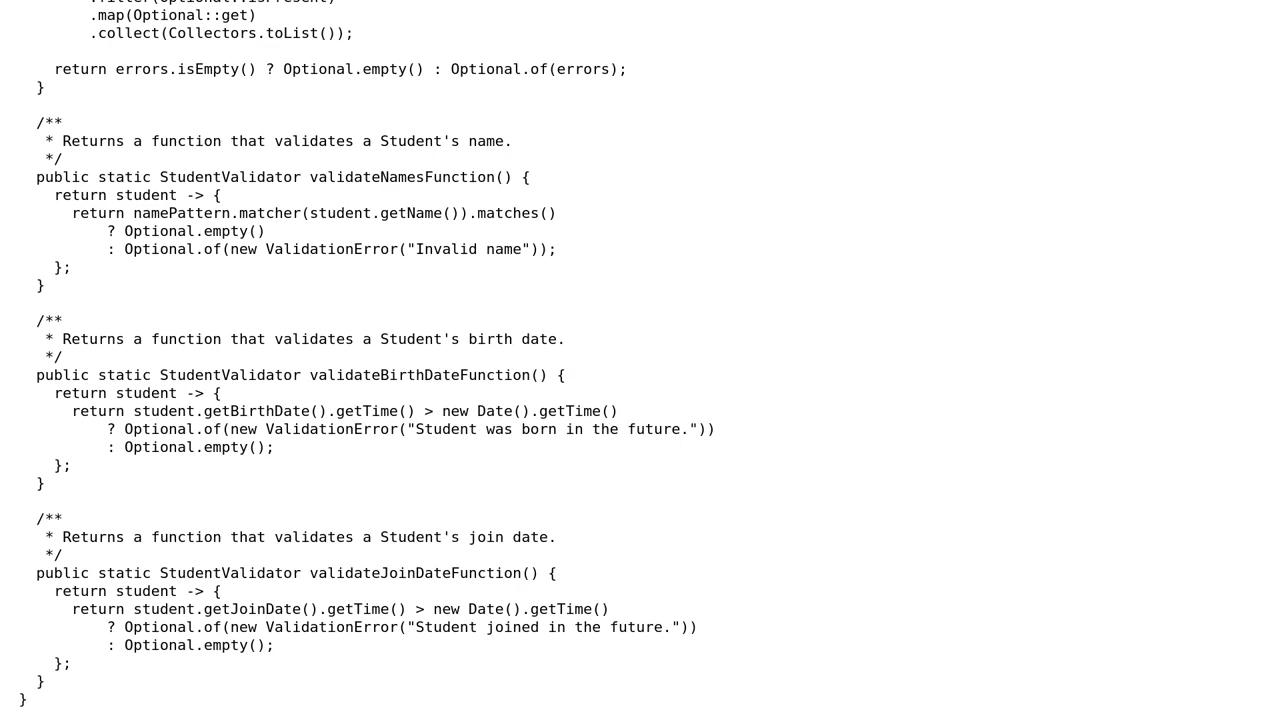 .filter(Optional::isPresent)
        .map(Optional::get)
        .collect(Collectors.toList());

    return errors.isEmpty() ? Optional.empty() : Optional.of(errors);
  }

  /**
   * Returns a function that validates a Student's name.
   */
  public static StudentValidator validateNamesFunction() {
    return student -> {
      return namePattern.matcher(student.getName()).matches()
          ? Optional.empty()
          : Optional.of(new ValidationError("Invalid name"));
    };
  }

  /**
   * Returns a function that validates a Student's birth date.
   */
  public static StudentValidator validateBirthDateFunction() {
    return student -> {
      return student.getBirthDate().getTime() > new Date().getTime()
          ? Optional.of(new ValidationError("Student was born in the future."))
          : Optional.empty();
    };
  }

  /**
   * Returns a function that validates a Student's join date.
   */
  public static StudentValidator validateJoinDateFunction() {
    return student -> {
      return student.getJoinDate().getTime() > new Date().getTime()
          ? Optional.of(new ValidationError("Student joined in the future."))
          : Optional.empty();
    };
  }
}